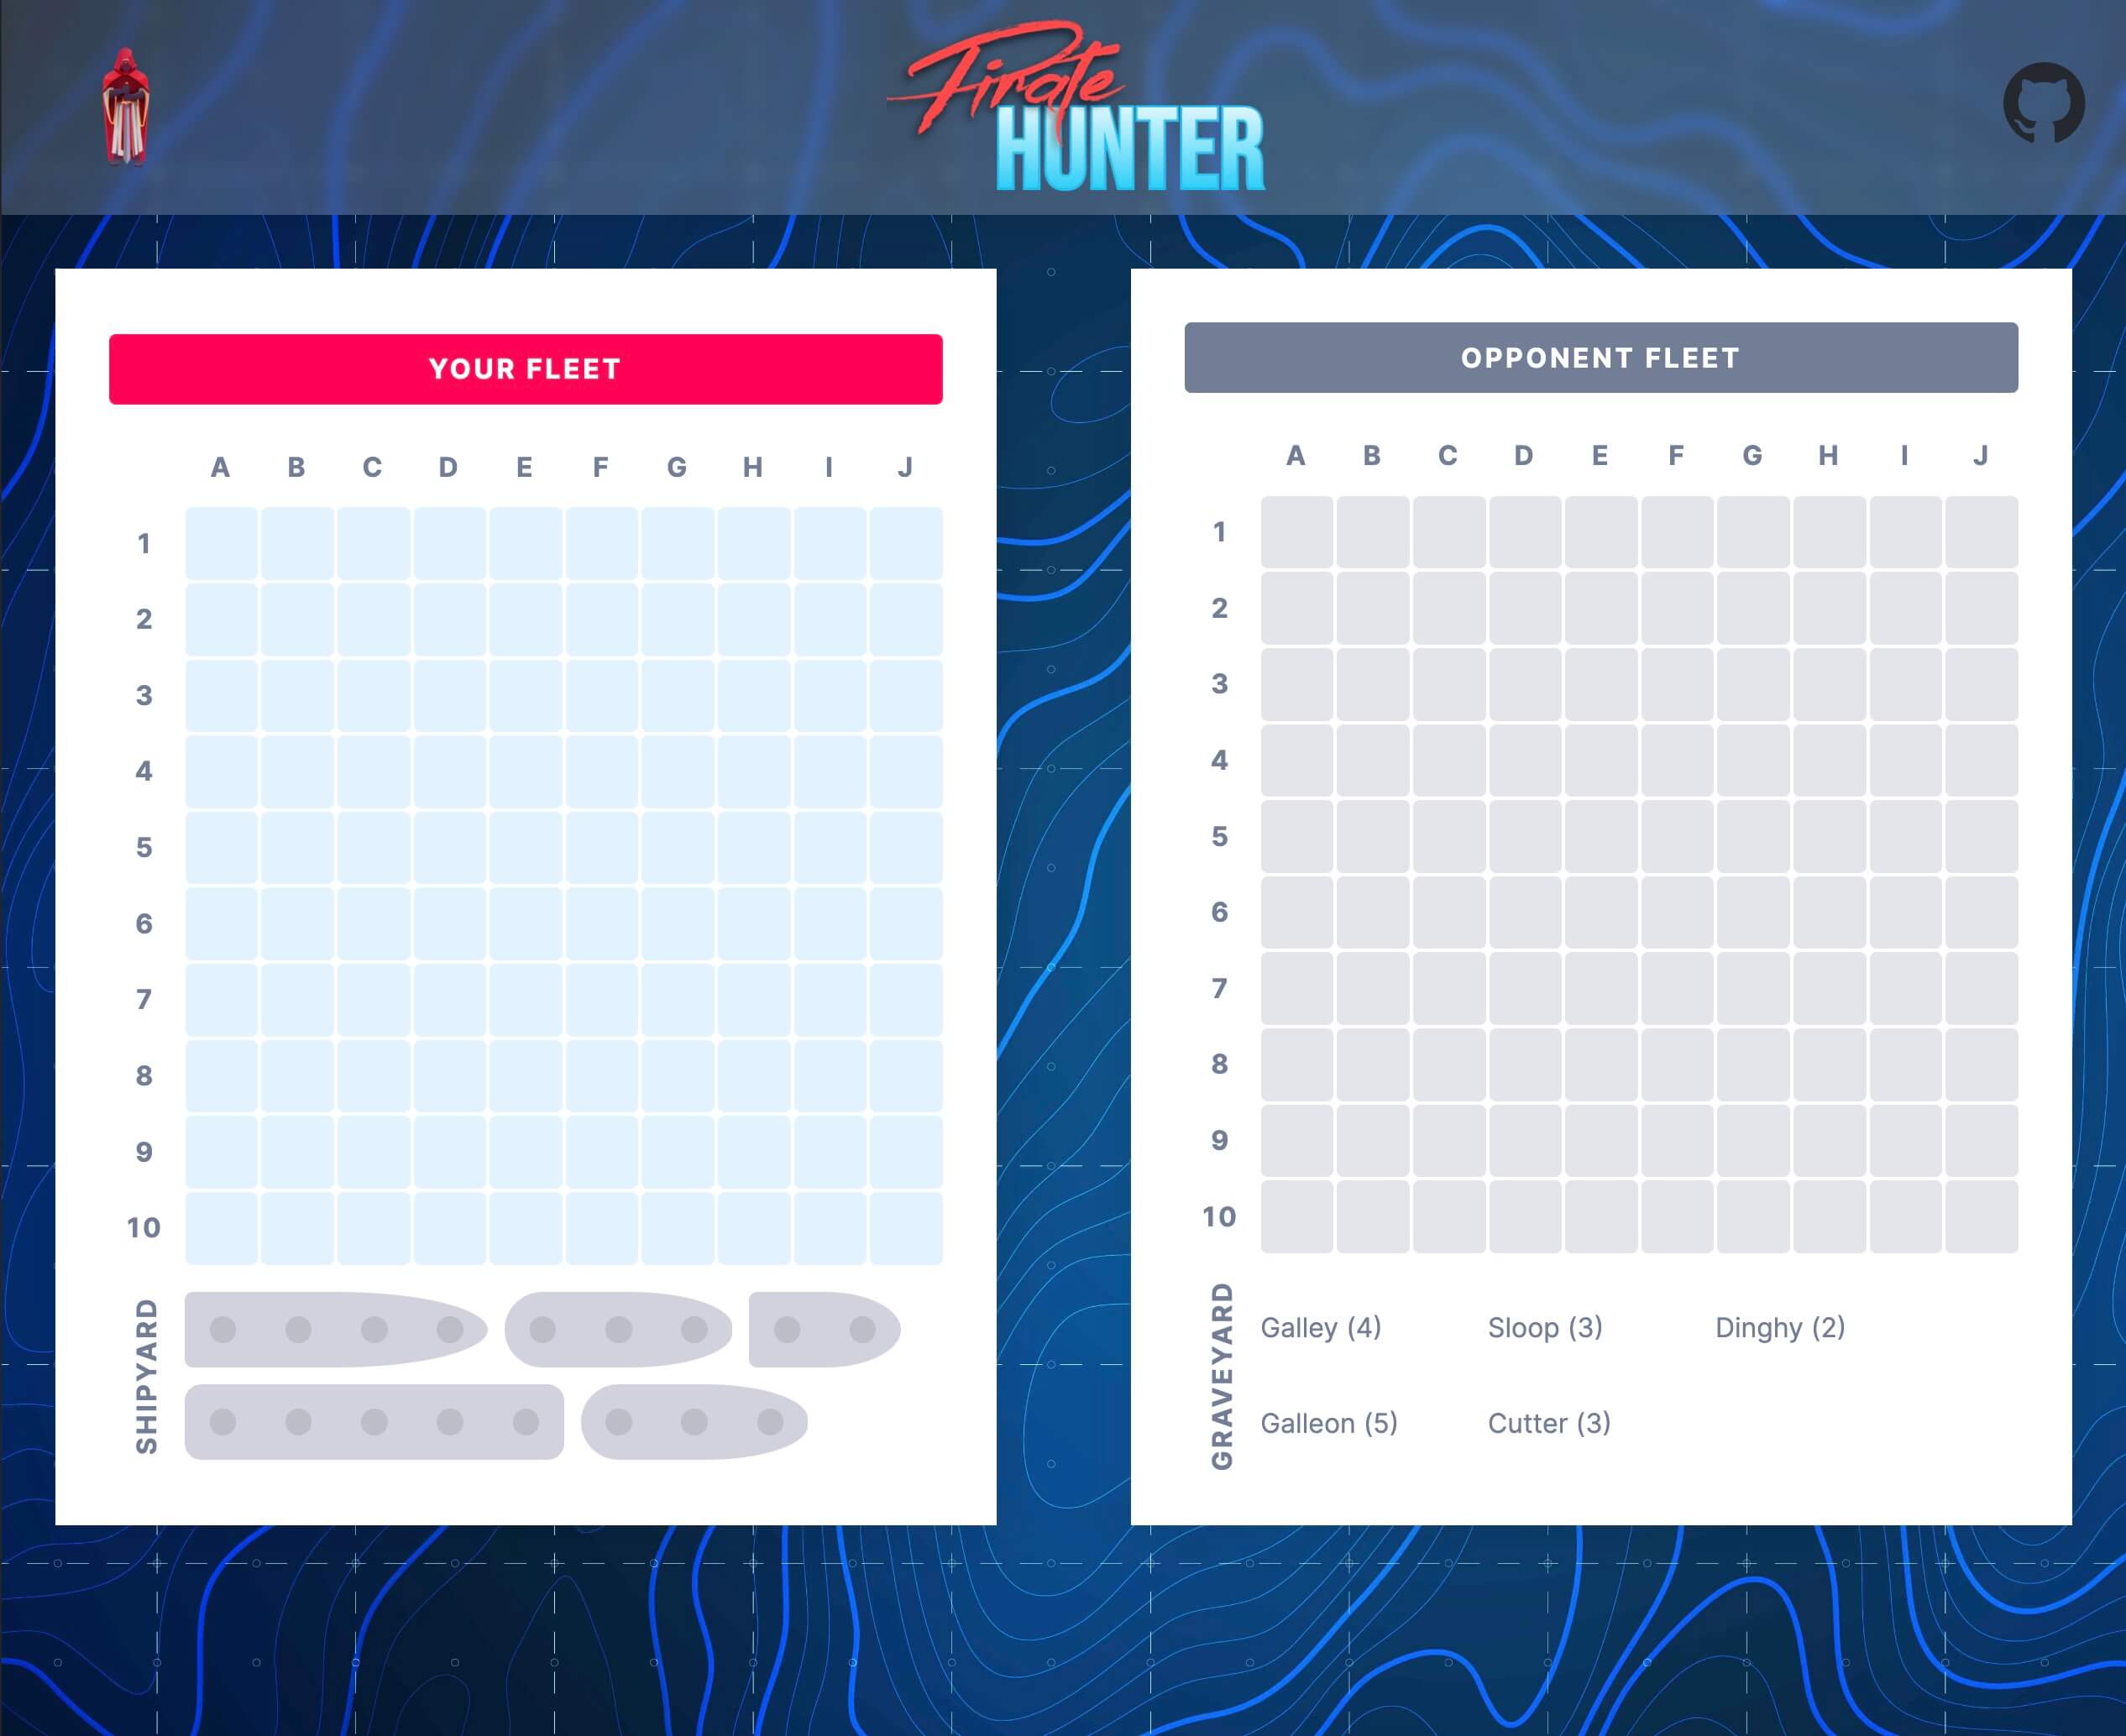 Pirate
HUNTER
YOUR FLEET
A B C D E F G H I J
1
2
3
4
5
6
7
8
9
10
SHIPYARD
OPPONENT FLEET
A B C D E F G H I J
1
2
3
4
5
6
7
8
9
10
GRAVEYARD
Galley (4) Sloop (3) Dinghy (2)
Galleon (5) Cutter (3)